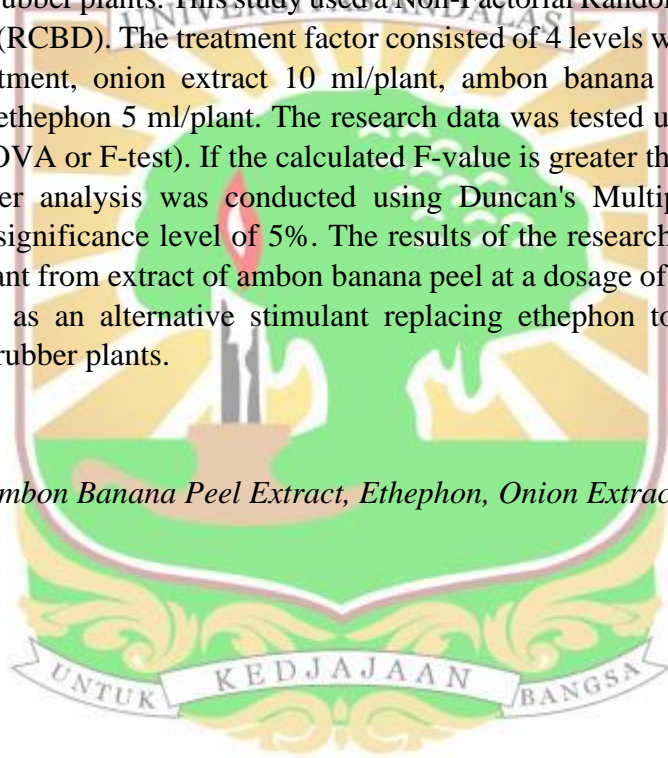 rubber plants. This study used a Non-Factorial Random
UNIVERSITAS ANDALAS
(RCBD). The treatment factor consisted of 4 levels w
tment, onion extract 10 ml/plant, ambon banana
ethephon 5 ml/plant. The research data was tested u
OVA or F-test). If the calculated F-value is greater th
er analysis was conducted using Duncan's Multip
significance level of 5%. The results of the research
ant from extract of ambon banana peel at a dosage of
as an alternative stimulant replacing ethephon to
rubber plants.
mbon Banana Peel Extract, Ethephon, Onion Extrac
UNTUK KEDJAJAAN BANGSA